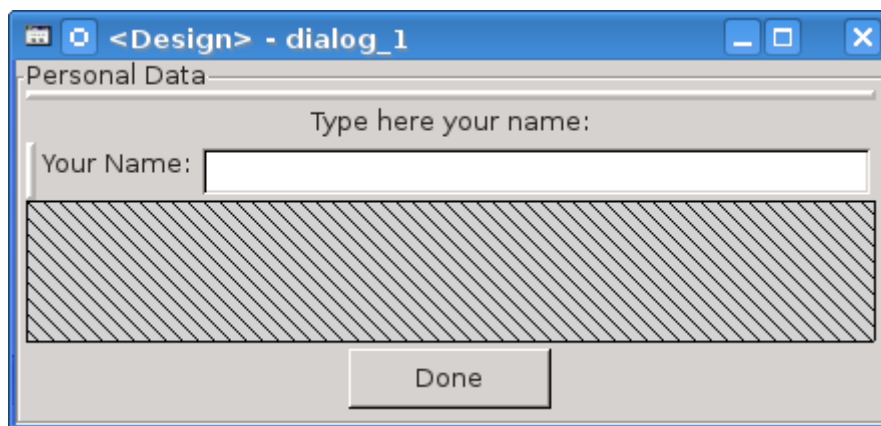 <Design> - dialog_1
Personal Data
Type here your name:
Your Name:
Done